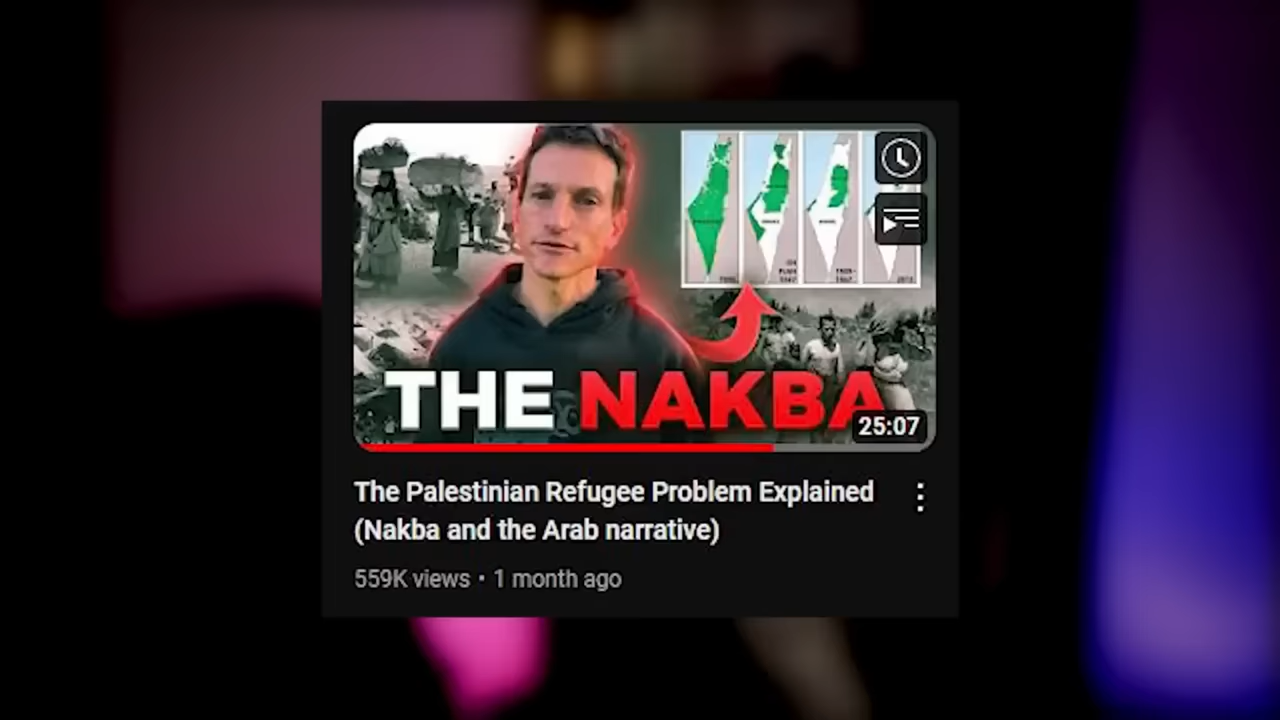 THE NAKBA
25:07
The Palestinian Refugee Problem Explained
(Nakba and the Arab narrative)
559K views • 1 month ago